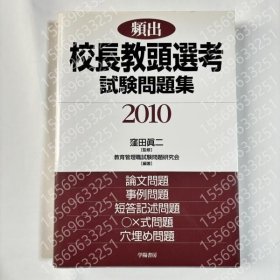 頻出
校長教頭選考
試験問題集
2010
窪田眞二
[監修]
教育管理職試験問題研究会
[編著]
論文問題
事例問題
短答記述問題
○×式問題
穴埋め問題
学陽書房
1556963251